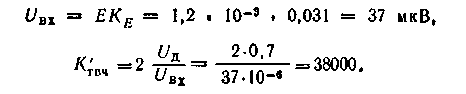 U_вх = EK_E = 1,2 · 10⁻³ · 0,031 = 37 мкВ,
K′_твч = 2 U_д / U_вх = 2·0,7 / 37·10⁻⁶ = 38000.